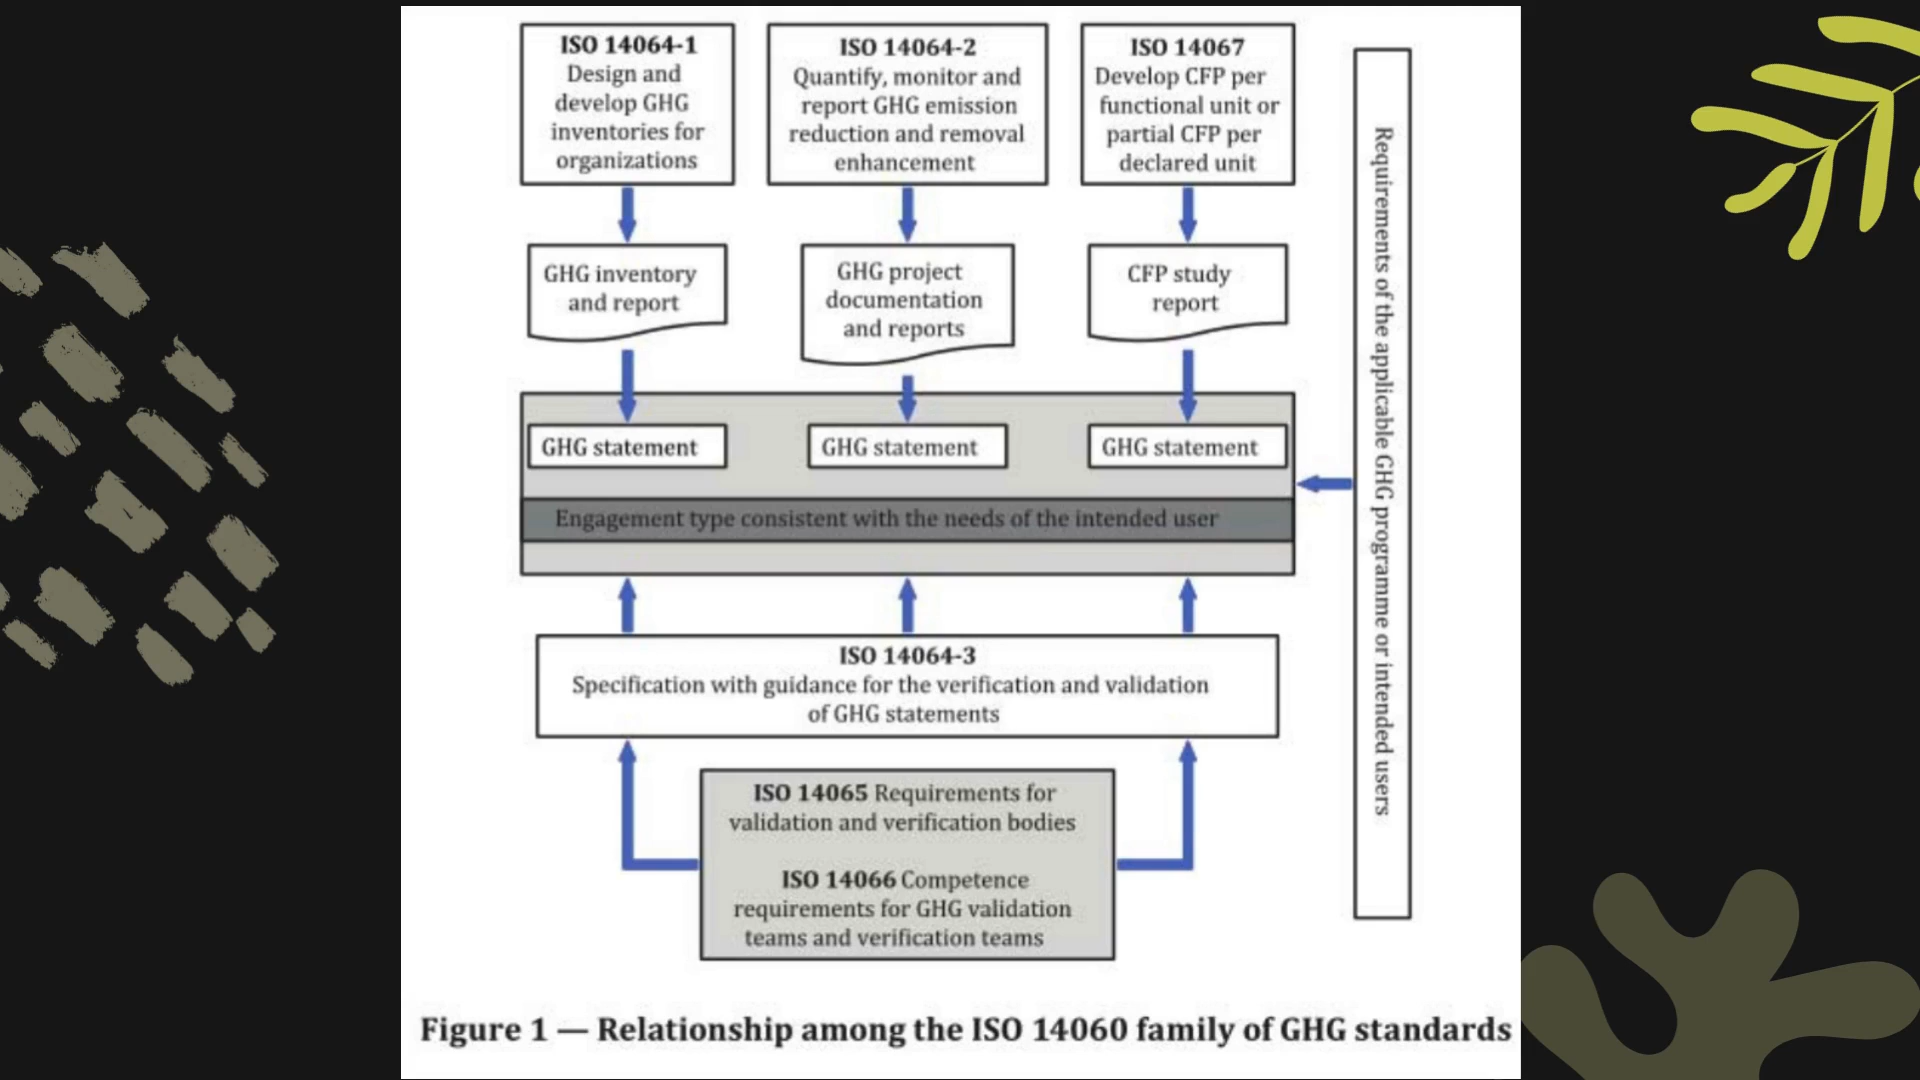 ISO 14064-1
Design and
develop GHG
inventories for
organizations
ISO 14064-2
Quantify, monitor and
report GHG emission
reduction and removal
enhancement
ISO 14067
Develop CFP per
functional unit or
partial CFP per
declared unit
GHG inventory
and report
GHG project
documentation
and reports
CFP study
report
GHG statement
GHG statement
GHG statement
Engagement type consistent with the needs of the intended user
ISO 14064-3
Specification with guidance for the verification and validation
of GHG statements
ISO 14065 Requirements for
validation and verification bodies
ISO 14066 Competence
requirements for GHG validation
teams and verification teams
Requirements of the applicable GHG programme or intended users
Figure 1 — Relationship among the ISO 14060 family of GHG standards